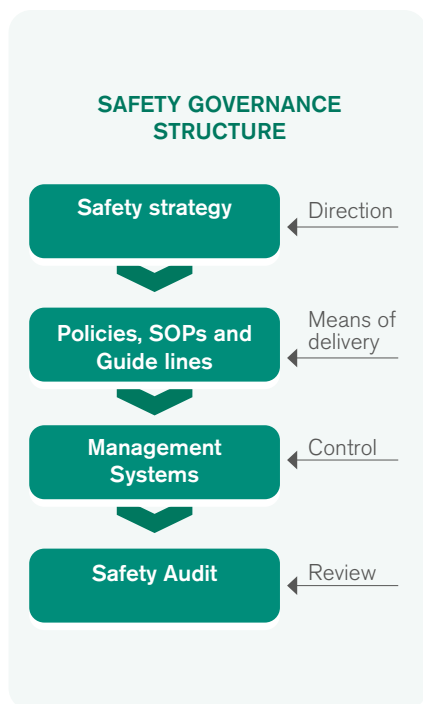 SAFETY GOVERNANCE
STRUCTURE
Safety strategy
Direction
Policies, SOPs and
Guide lines
Means of
delivery
Management
Systems
Control
Safety Audit
Review